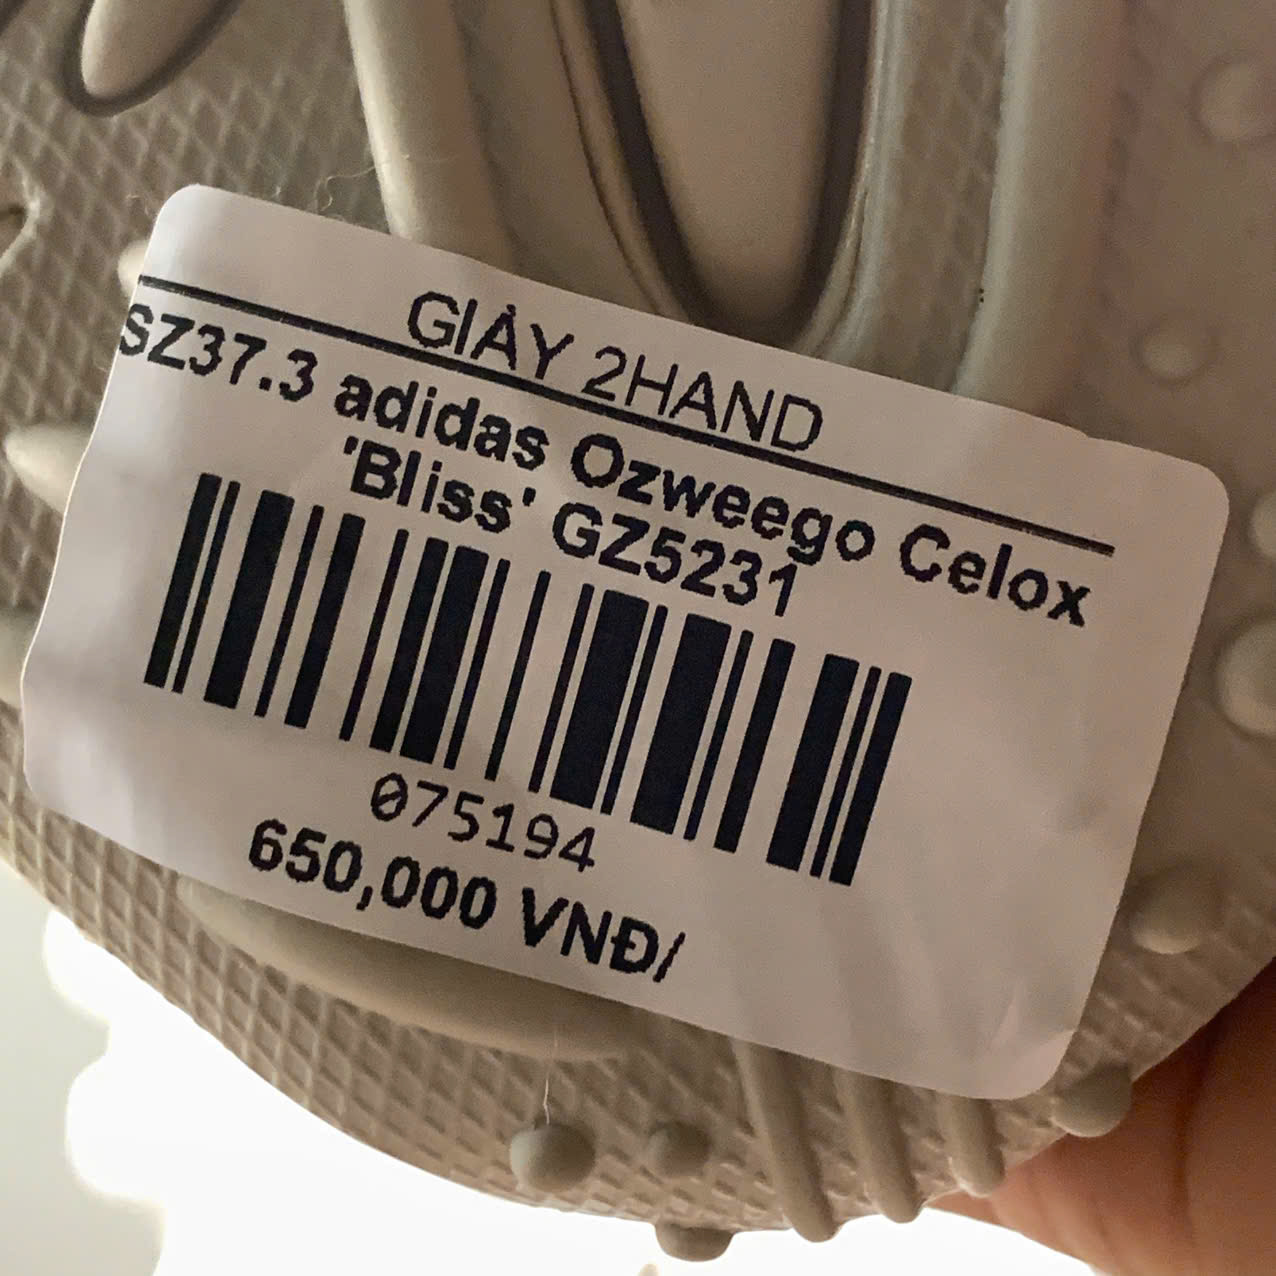 GIÀY 2HAND
SZ37.3 adidas Ozweego Celox
'Bliss' GZ5231
075194
650,000 VNĐ/